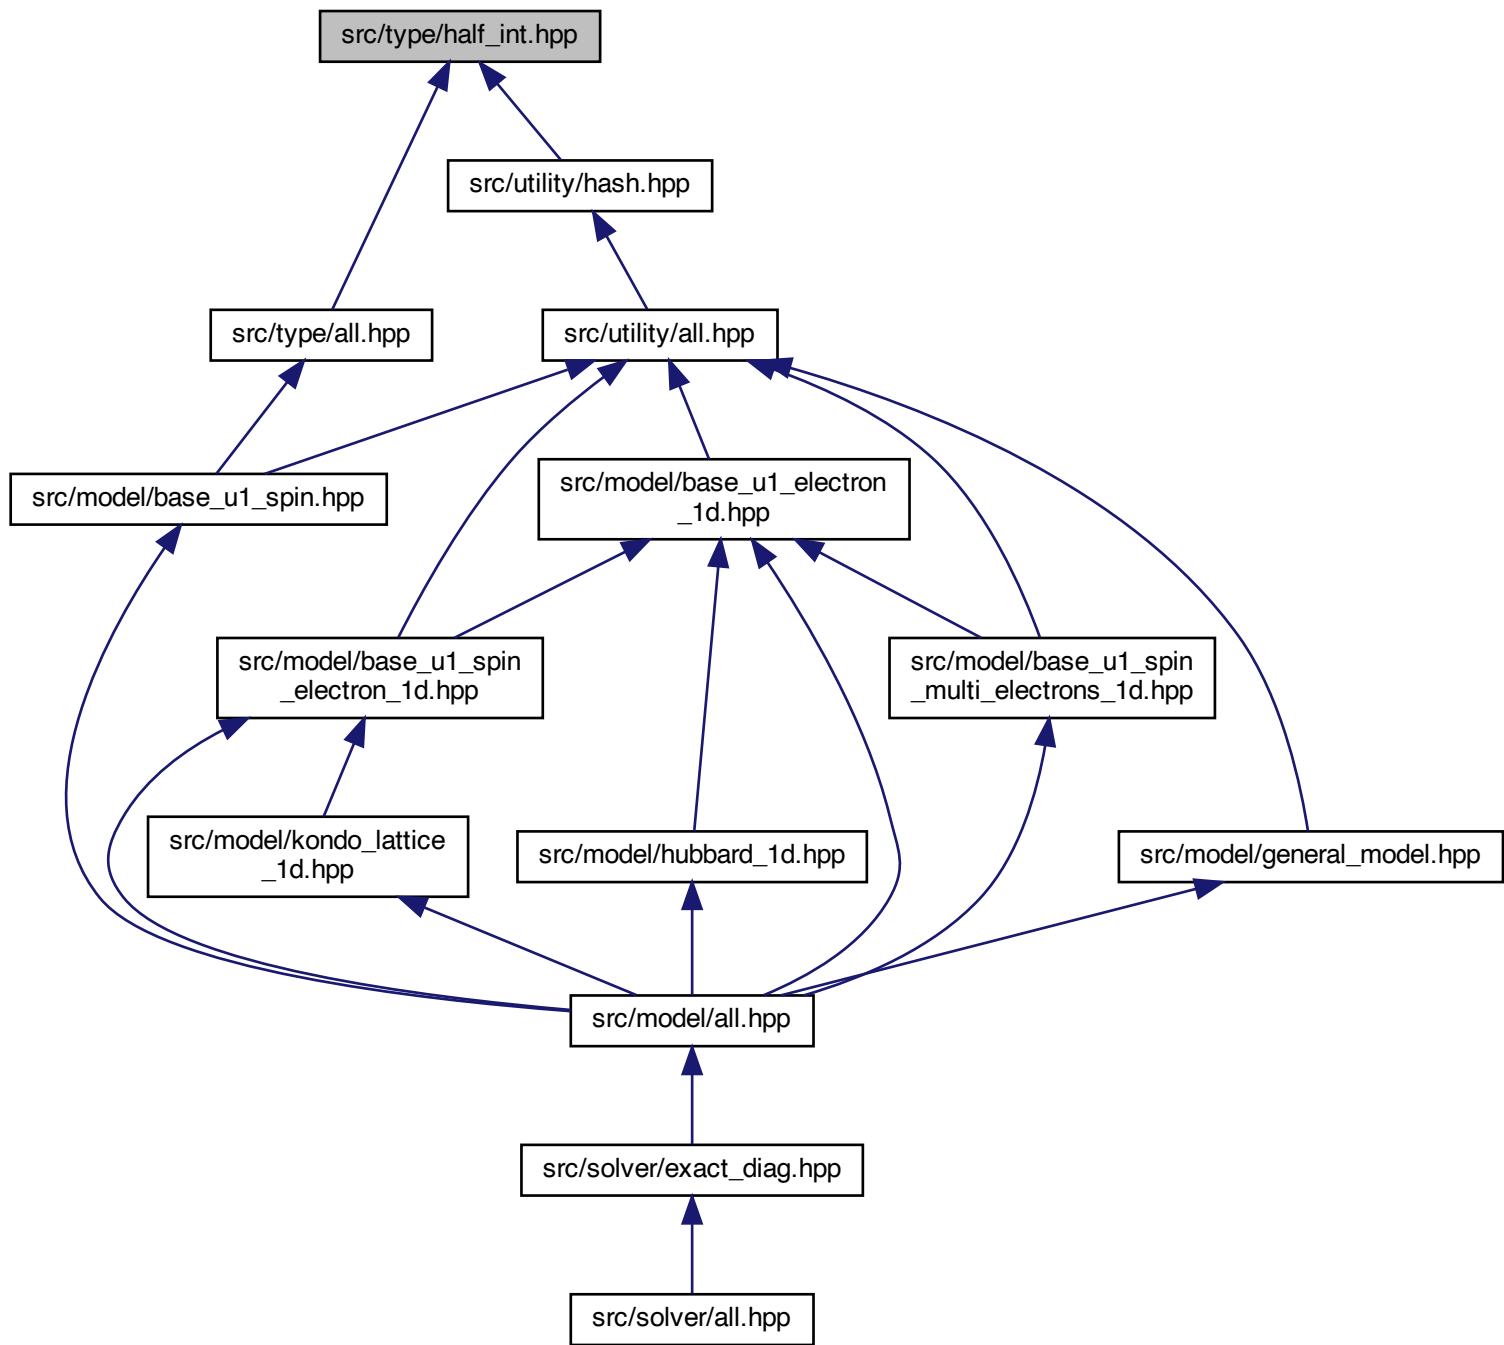 src/type/half_int.hpp
src/utility/hash.hpp
src/type/all.hpp
src/utility/all.hpp
src/model/base_u1_spin.hpp
src/model/base_u1_electron
_1d.hpp
src/model/base_u1_spin
_electron_1d.hpp
src/model/base_u1_spin
_multi_electrons_1d.hpp
src/model/kondo_lattice
_1d.hpp
src/model/hubbard_1d.hpp
src/model/general_model.hpp
src/model/all.hpp
src/solver/exact_diag.hpp
src/solver/all.hpp